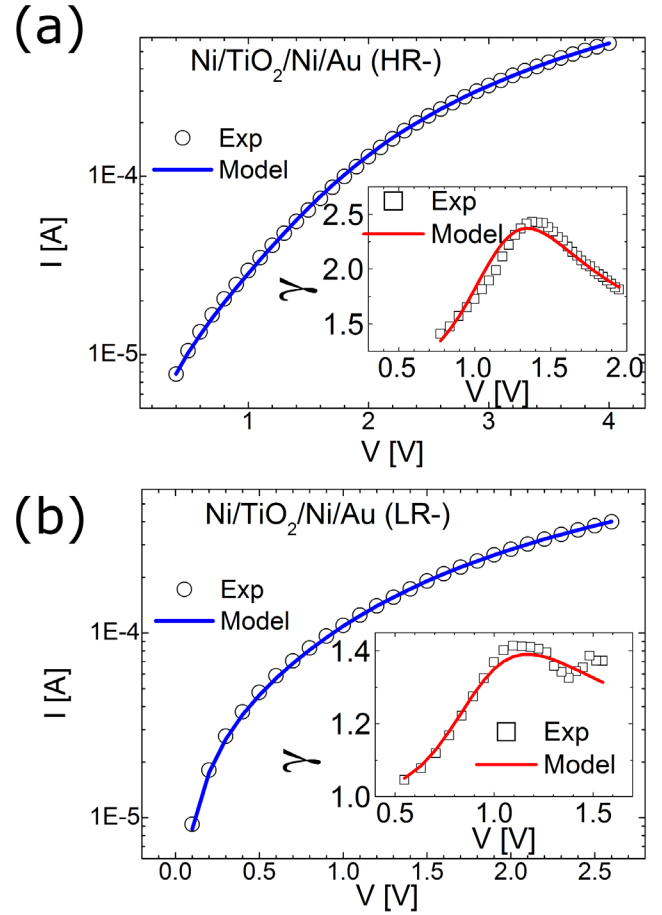 (a)
Ni/TiO2/Ni/Au (HR-)
Exp
Model
1E-4
1E-5
I [A]
2.5
2.0
1.5
γ
Exp
Model
0.5 1.0 1.5 2.0
V [V]
1 2 3 4
V [V]
(b)
Ni/TiO2/Ni/Au (LR-)
Exp
Model
1E-4
1E-5
I [A]
1.4
1.2
1.0
γ
Exp
Model
0.5 1.0 1.5
V [V]
0.0 0.5 1.0 1.5 2.0 2.5
V [V]